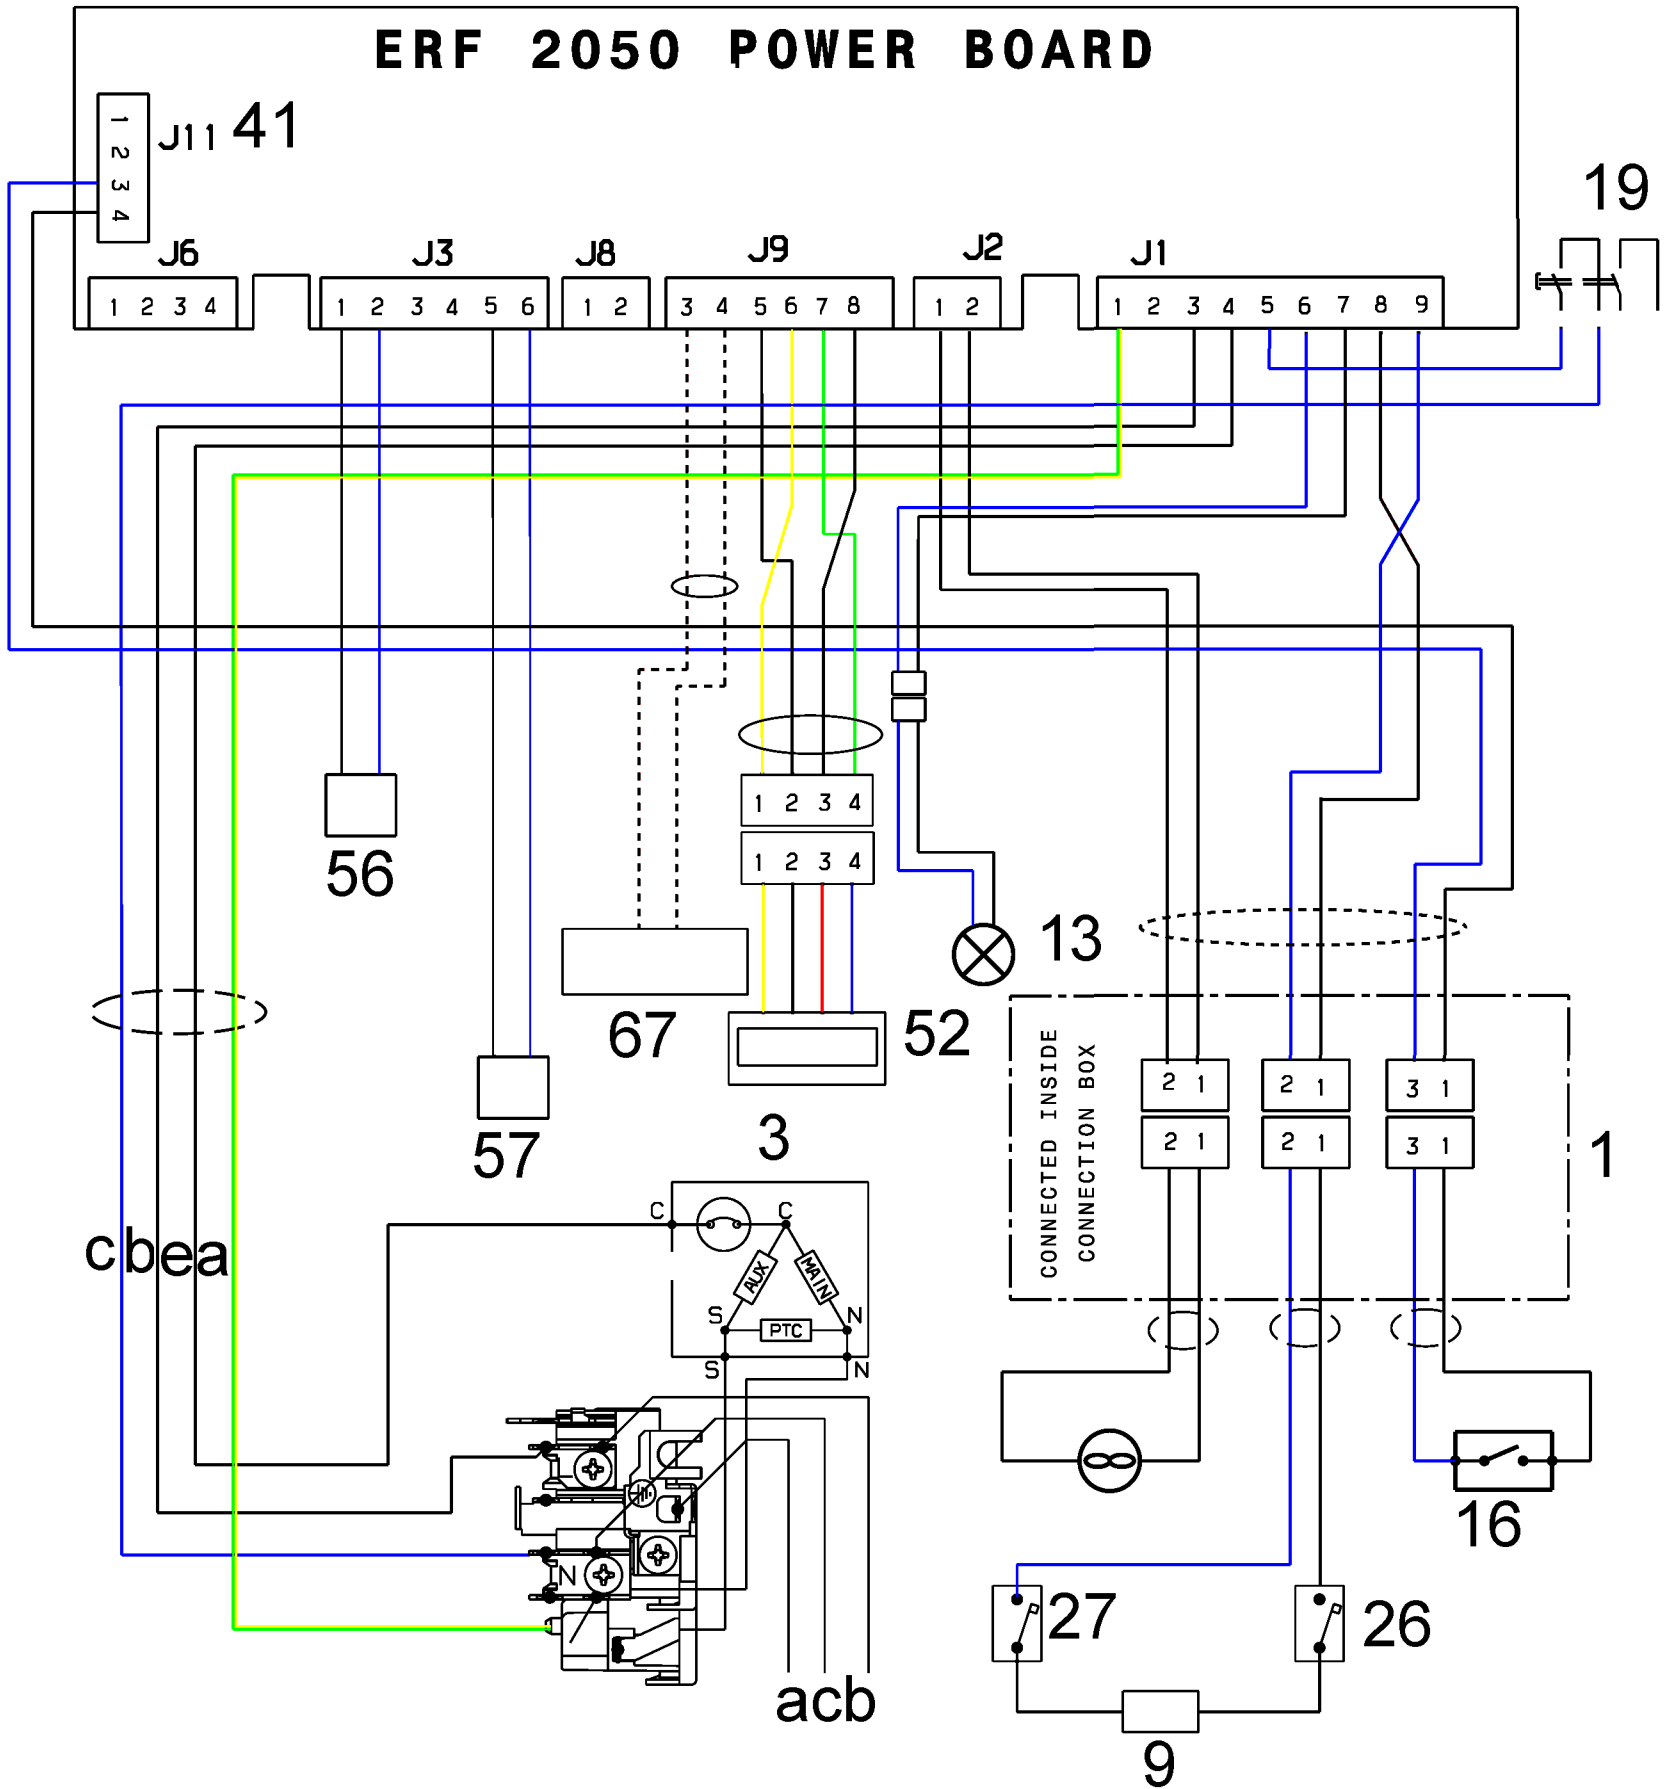 ERF 2050 POWER BOARD
1 2 3 4
J11 41
19
J6 J3 J8 J9 J2 J1
1 2 3 4
1 2 3 4 5 6
1 2
3 4 5 6 7 8
1 2
1 2 3 4 5 6 7 8 9
1 2 3 4
1 2 3 4
56
13
67
52
57
CONNECTED INSIDE
CONNECTION BOX
2 1
2 1
3 1
2 1
2 1
3 1
1
3
C C
AUX MAIN
S N
PTC
S N
c b e a
N
16
27
26
a c b
9